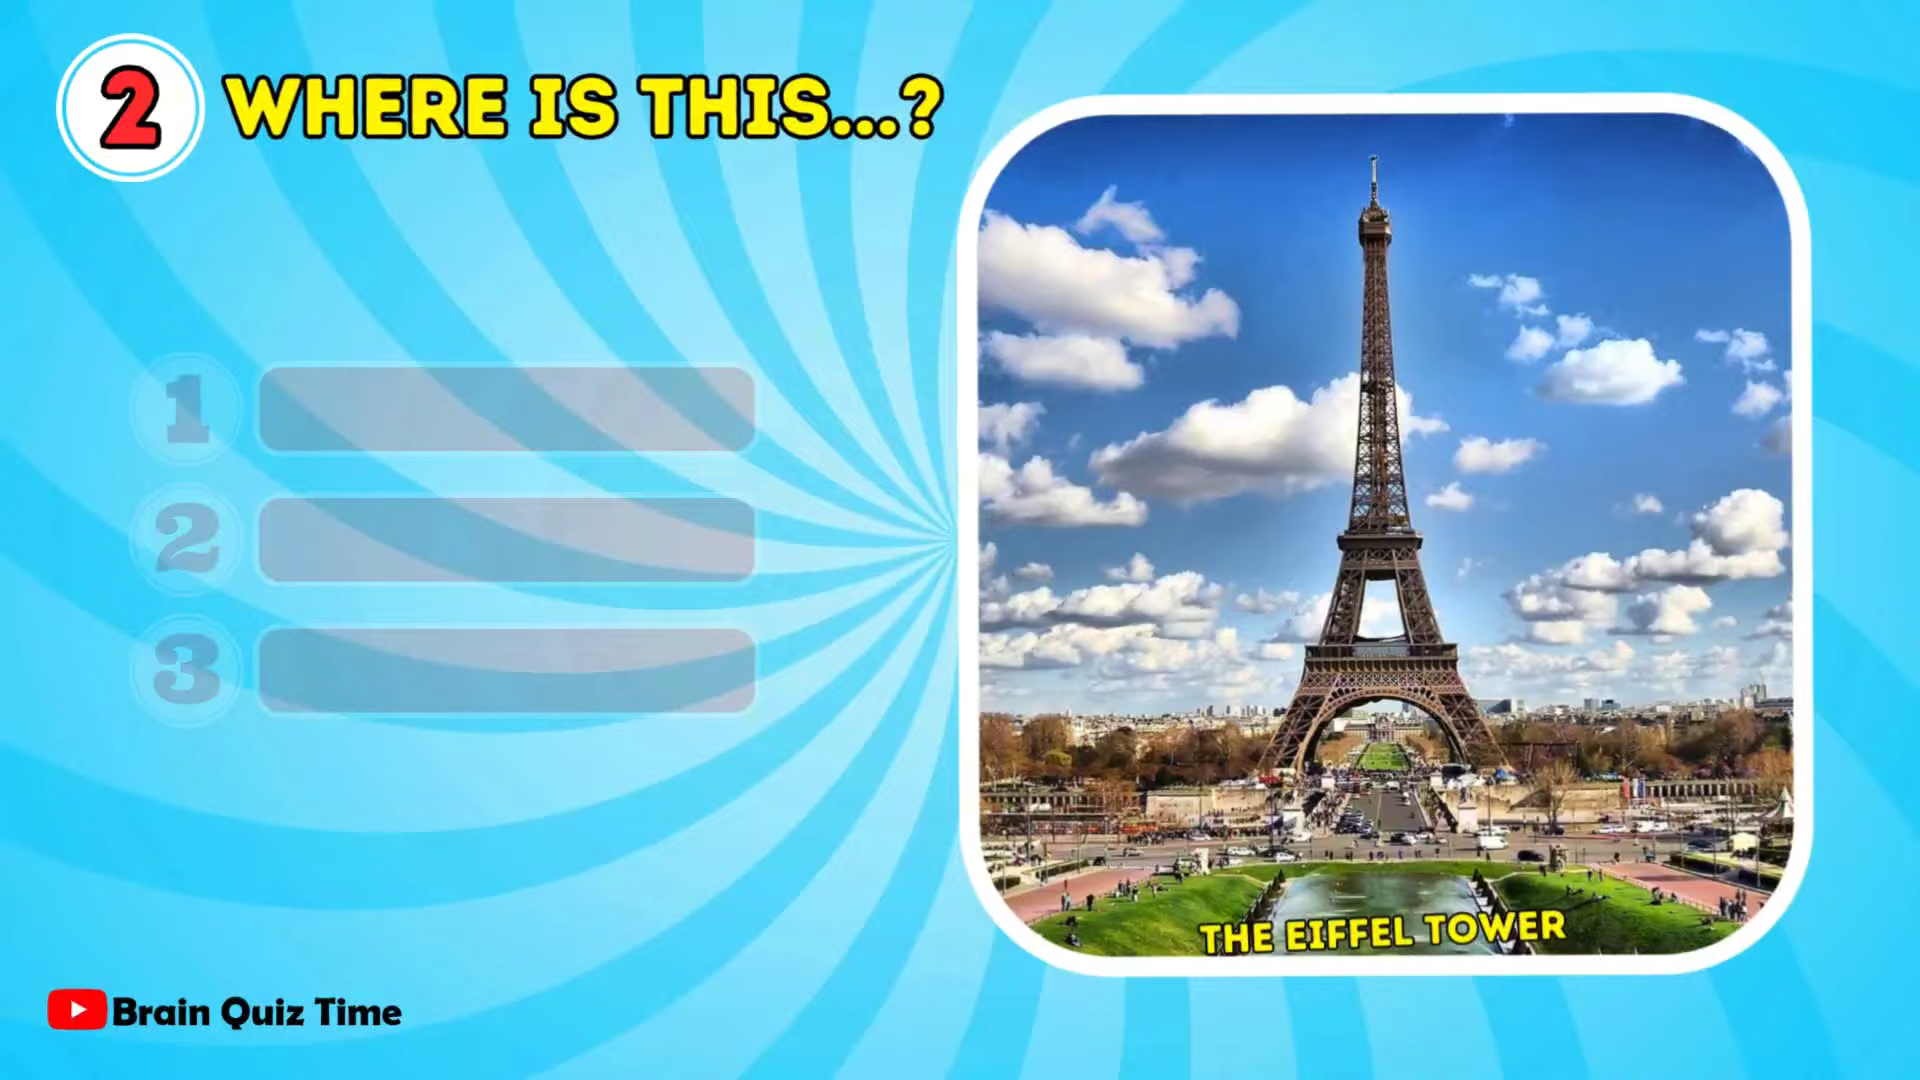 2
WHERE IS THIS...?
1
2
3
THE EIFFEL TOWER
Brain Quiz Time